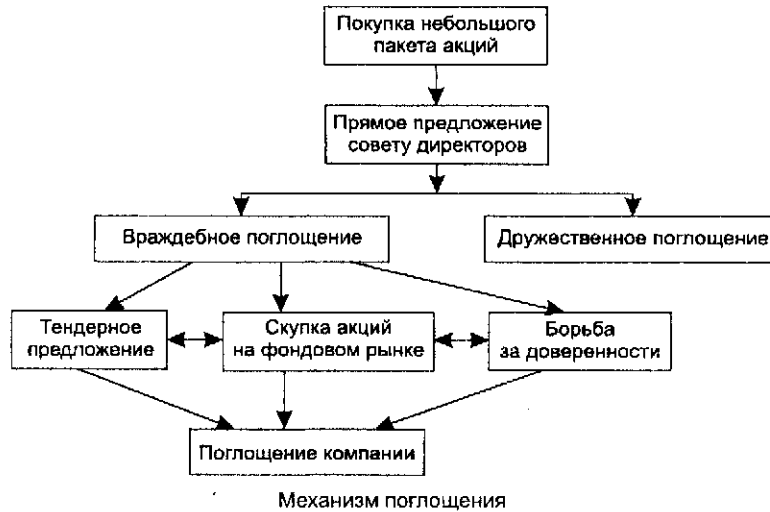 Покупка небольшого
пакета акций
Прямое предложение
совету директоров
Враждебное поглощение
Дружественное поглощение
Тендерное
предложение
Скупка акций
на фондовом рынке
Борьба
за доверенности
Поглощение компании
Механизм поглощения